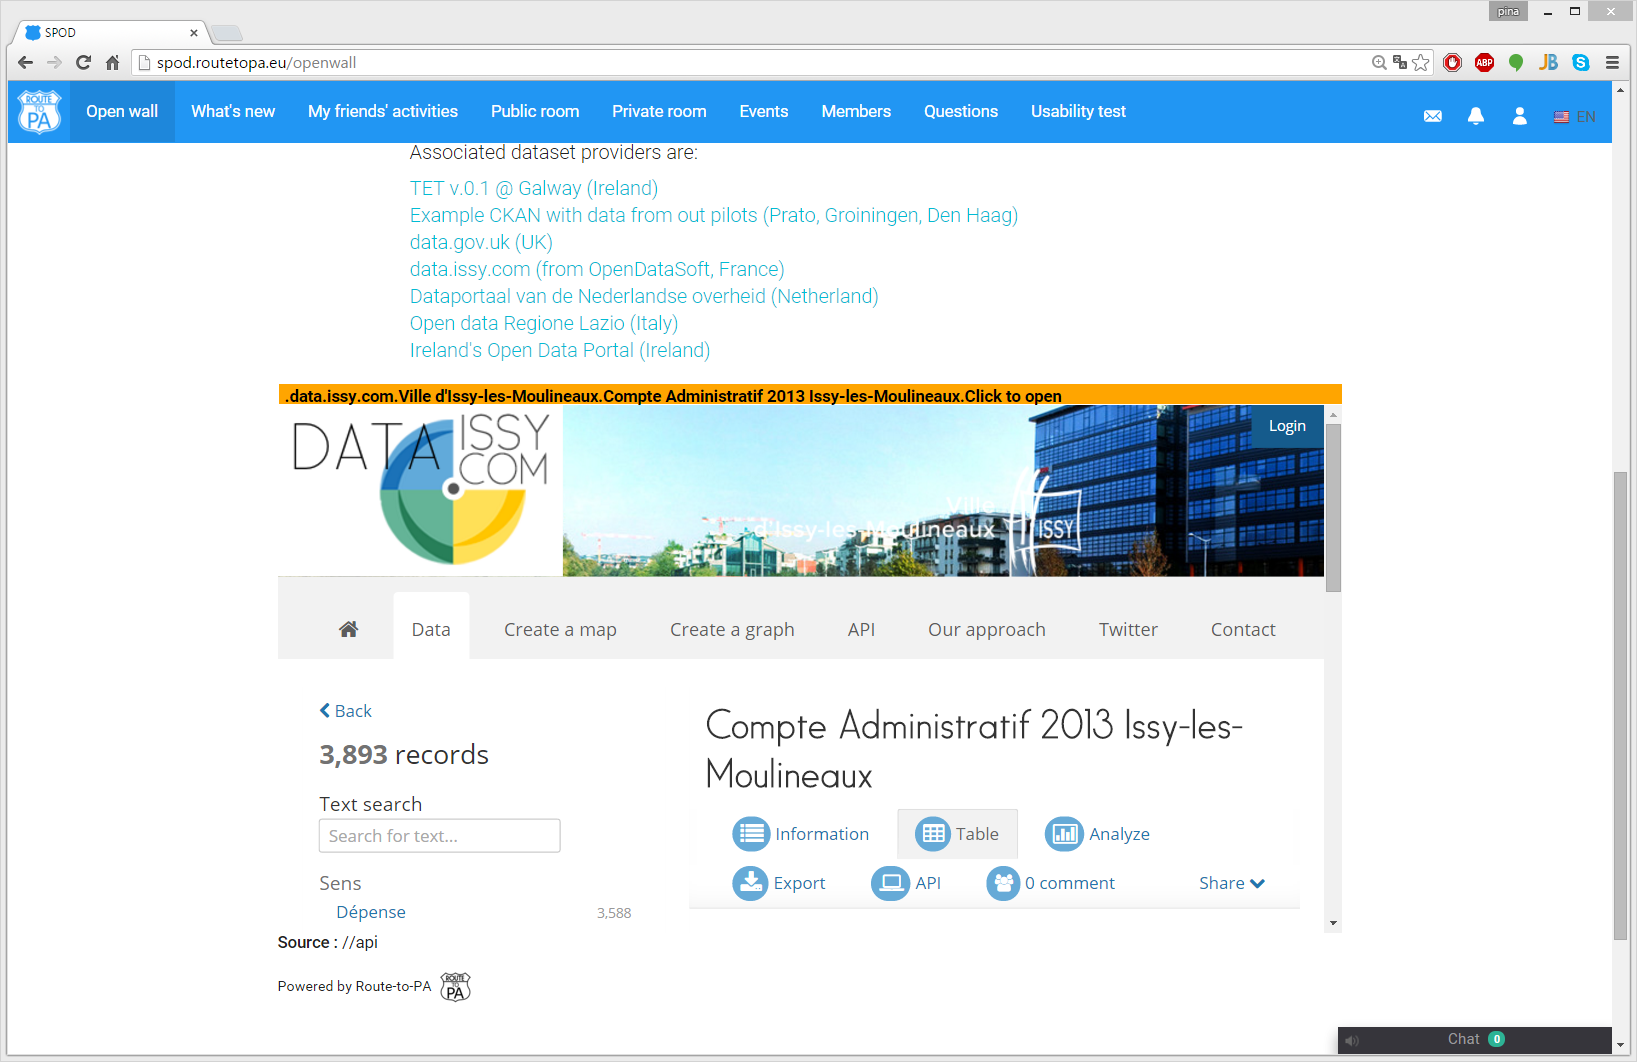 pina
SPOD
spod.routetopa.eu/openwall
ABP
JB
ROUTE TO PA
Open wall What's new My friends' activities Public room Private room Events Members Questions Usability test EN
Associated dataset providers are:
TET v.0.1 @ Galway (Ireland)
Example CKAN with data from out pilots (Prato, Groiningen, Den Haag)
data.gov.uk (UK)
data.issy.com (from OpenDataSoft, France)
Dataportaal van de Nederlandse overheid (Netherland)
Open data Regione Lazio (Italy)
Ireland's Open Data Portal (Ireland)
.data.issy.com.Ville d'Issy-les-Moulineaux.Compte Administratif 2013 Issy-les-Moulineaux.Click to open
DATA ISSY
COM
Login
Ville
d'Issy-les-Moulineaux
ISSY
Data Create a map Create a graph API Our approach Twitter Contact
Back
3,893 records
Text search
Search for text...
Sens
Dépense 3,588
Compte Administratif 2013 Issy-les-
Moulineaux
Information Table Analyze
Export API 0 comment Share
Source : //api
Powered by Route-to-PA ROUTE TO PA
Chat 0